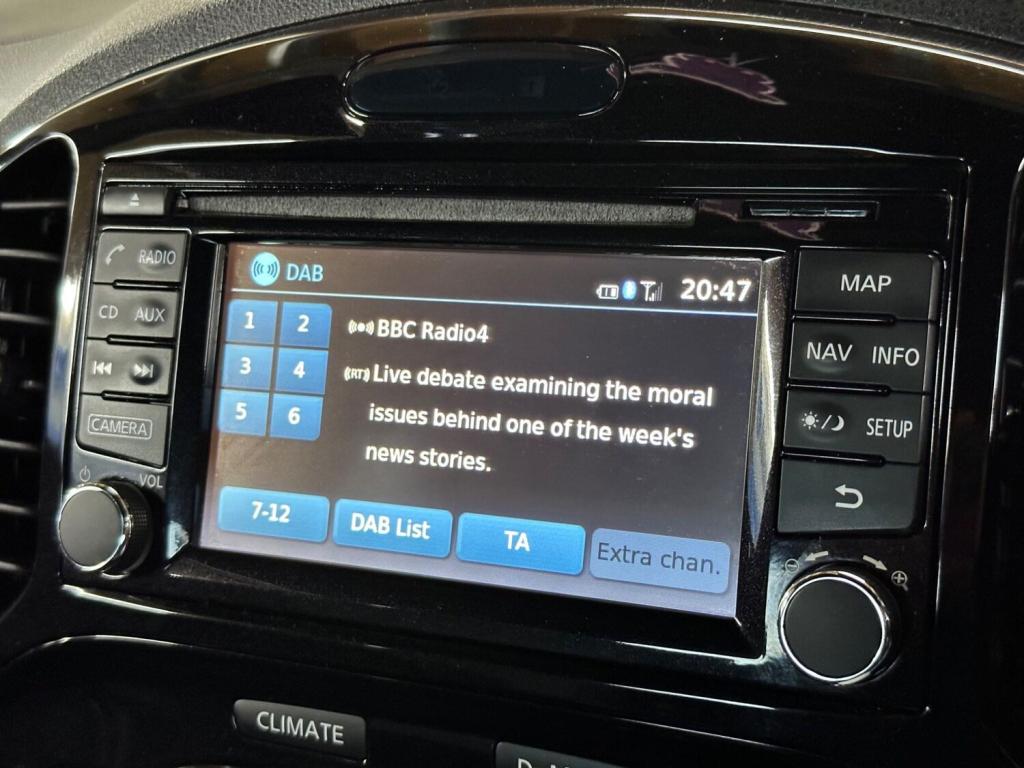 RADIO
CD AUX
CAMERA
VOL
DAB
20:47
1 2
3 4
5 6
BBC Radio4
(RT) Live debate examining the moral
issues behind one of the week's
news stories.
7-12
DAB List
TA
Extra chan.
MAP
NAV INFO
SETUP
CLIMATE